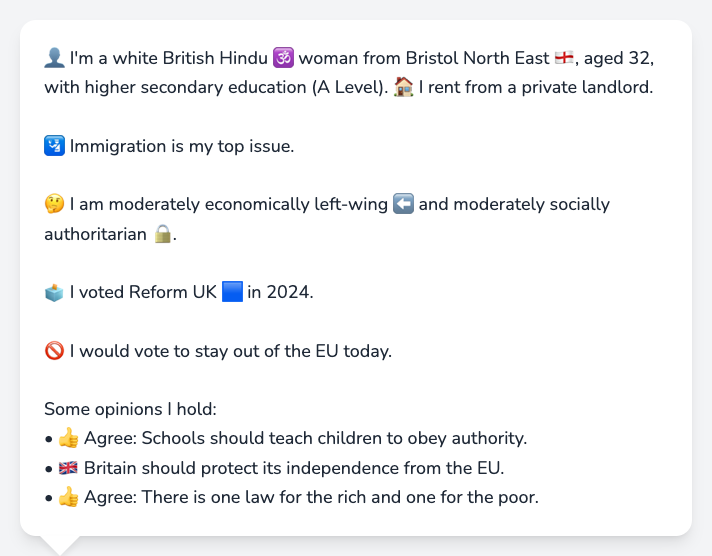 👤 I'm a white British Hindu 🕉️ woman from Bristol North East 🏴󠁧󠁢󠁥󠁮󠁧󠁿, aged 32,
with higher secondary education (A Level). 🏠 I rent from a private landlord.
🛂 Immigration is my top issue.
🤔 I am moderately economically left-wing ⬅️ and moderately socially
authoritarian 🔒.
🗳️ I voted Reform UK 🟦 in 2024.
🚫 I would vote to stay out of the EU today.
Some opinions I hold:
• 👍 Agree: Schools should teach children to obey authority.
• 🇬🇧 Britain should protect its independence from the EU.
• 👍 Agree: There is one law for the rich and one for the poor.